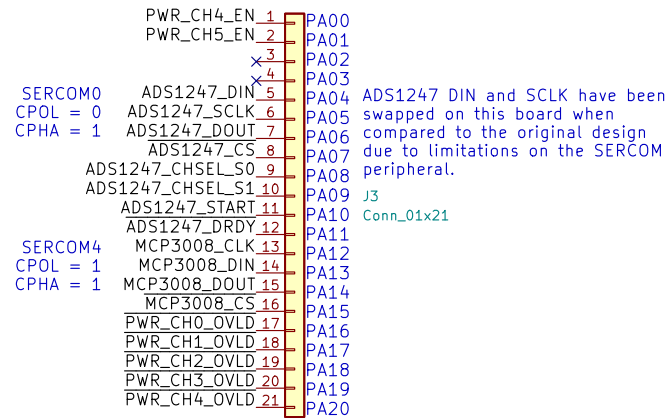 PWR_CH4_EN 1 PA00
PWR_CH5_EN 2 PA01
3 PA02
4 PA03
ADS1247_DIN 5 PA04
ADS1247_SCLK 6 PA05
ADS1247_DOUT 7 PA06
ADS1247_CS 8 PA07
ADS1247_CHSEL_S0 9 PA08
ADS1247_CHSEL_S1 10 PA09
ADS1247_START 11 PA10
ADS1247_DRDY 12 PA11
MCP3008_CLK 13 PA12
MCP3008_DIN 14 PA13
MCP3008_DOUT 15 PA14
MCP3008_CS 16 PA15
PWR_CH0_OVLD 17 PA16
PWR_CH1_OVLD 18 PA17
PWR_CH2_OVLD 19 PA18
PWR_CH3_OVLD 20 PA19
PWR_CH4_OVLD 21 PA20
SERCOM0
CPOL = 0
CPHA = 1
SERCOM4
CPOL = 1
CPHA = 1
ADS1247 DIN and SCLK have been
swapped on this board when
compared to the original design
due to limitations on the SERCOM
peripheral.
J3
Conn_01x21